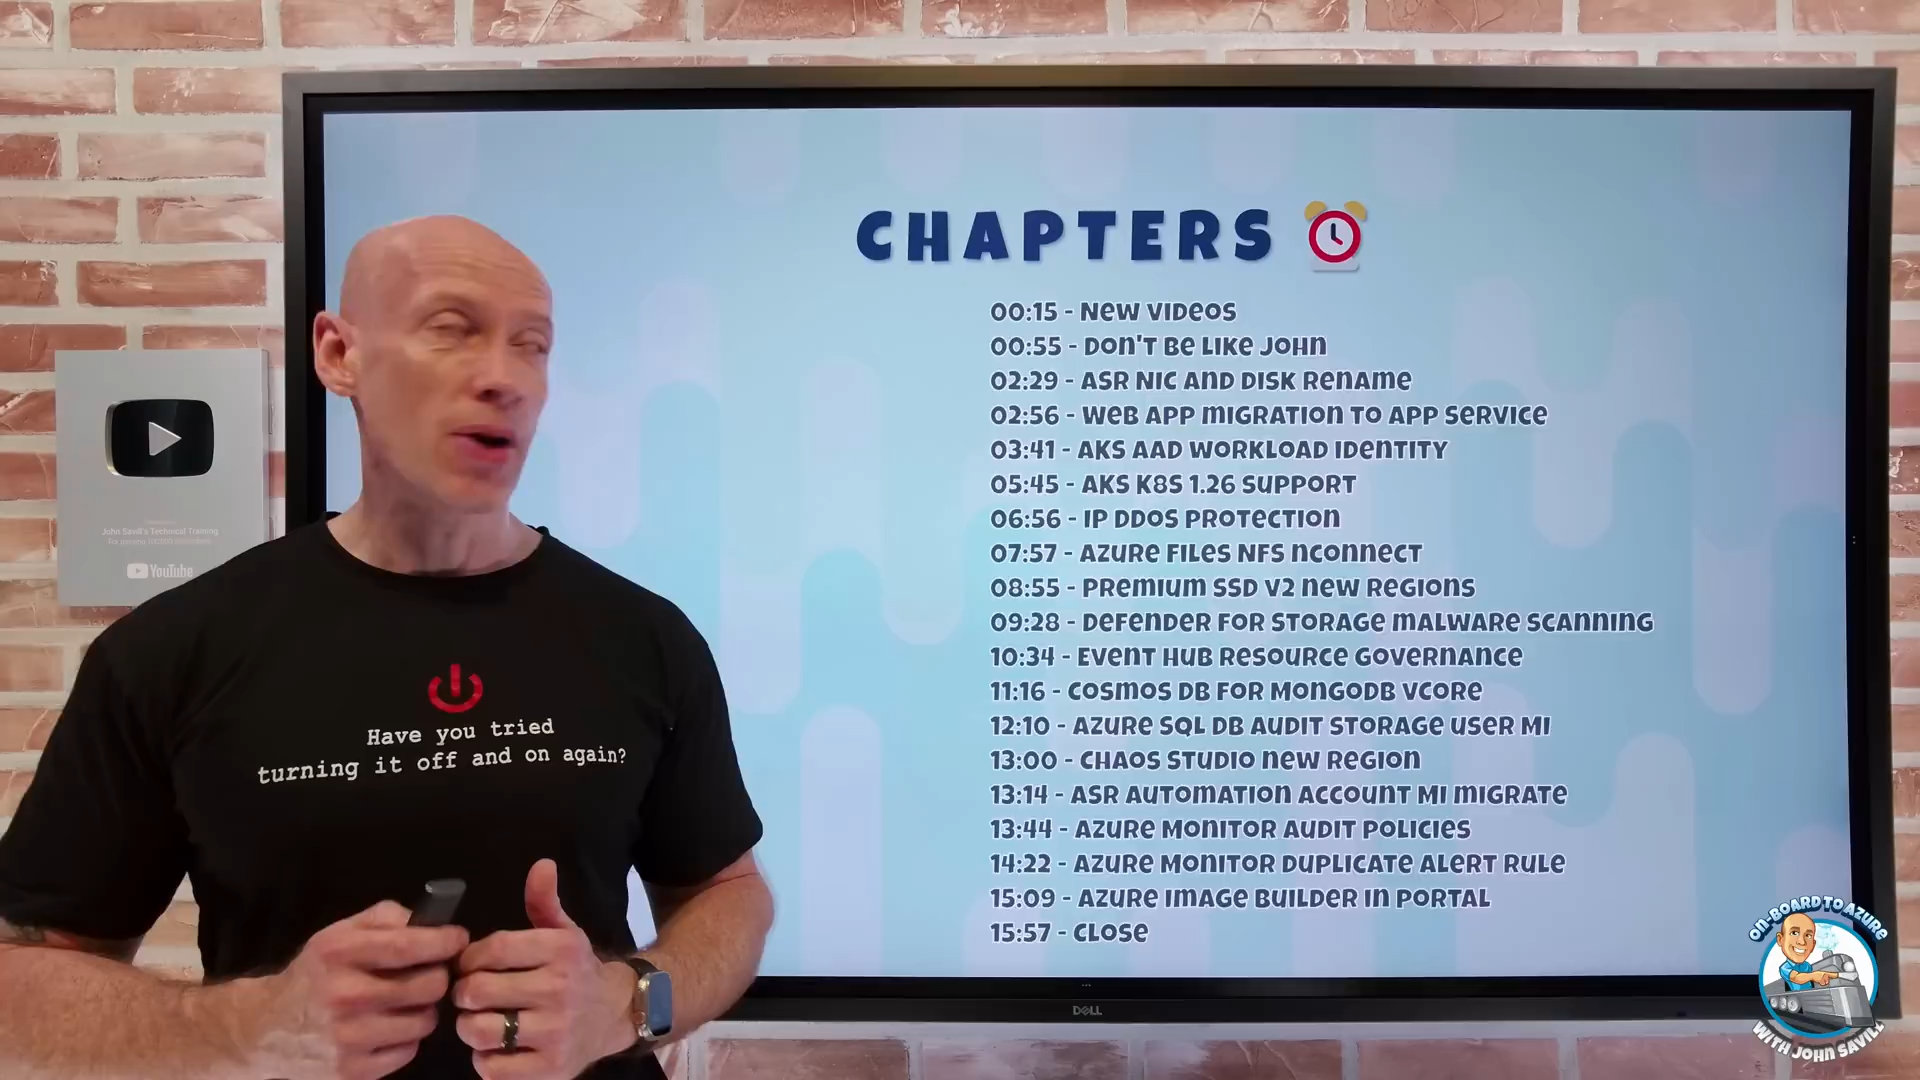 CHAPTERS
00:15 - New Videos
00:55 - Don't be like John
02:29 - ASR NIC and disk rename
02:56 - Web app migration to App Service
03:41 - AKS AAD workload identity
05:45 - AKS K8S 1.26 support
06:56 - IP DDoS Protection
07:57 - Azure Files NFS nconnect
08:55 - Premium SSD v2 new regions
09:28 - Defender for Storage malware scanning
10:34 - Event Hub resource governance
11:16 - Cosmos DB for MongoDB vCore
12:10 - Azure SQL DB audit storage user MI
13:00 - Chaos Studio new region
13:14 - ASR automation account MI migrate
13:44 - Azure Monitor audit policies
14:22 - Azure Monitor duplicate alert rule
15:09 - Azure Image Builder in portal
15:57 - Close
John Savill's Technical Training
YouTube
Have you tried
turning it off and on again?
DELL
ON-BOARD TO AZURE
WITH JOHN SAVILL